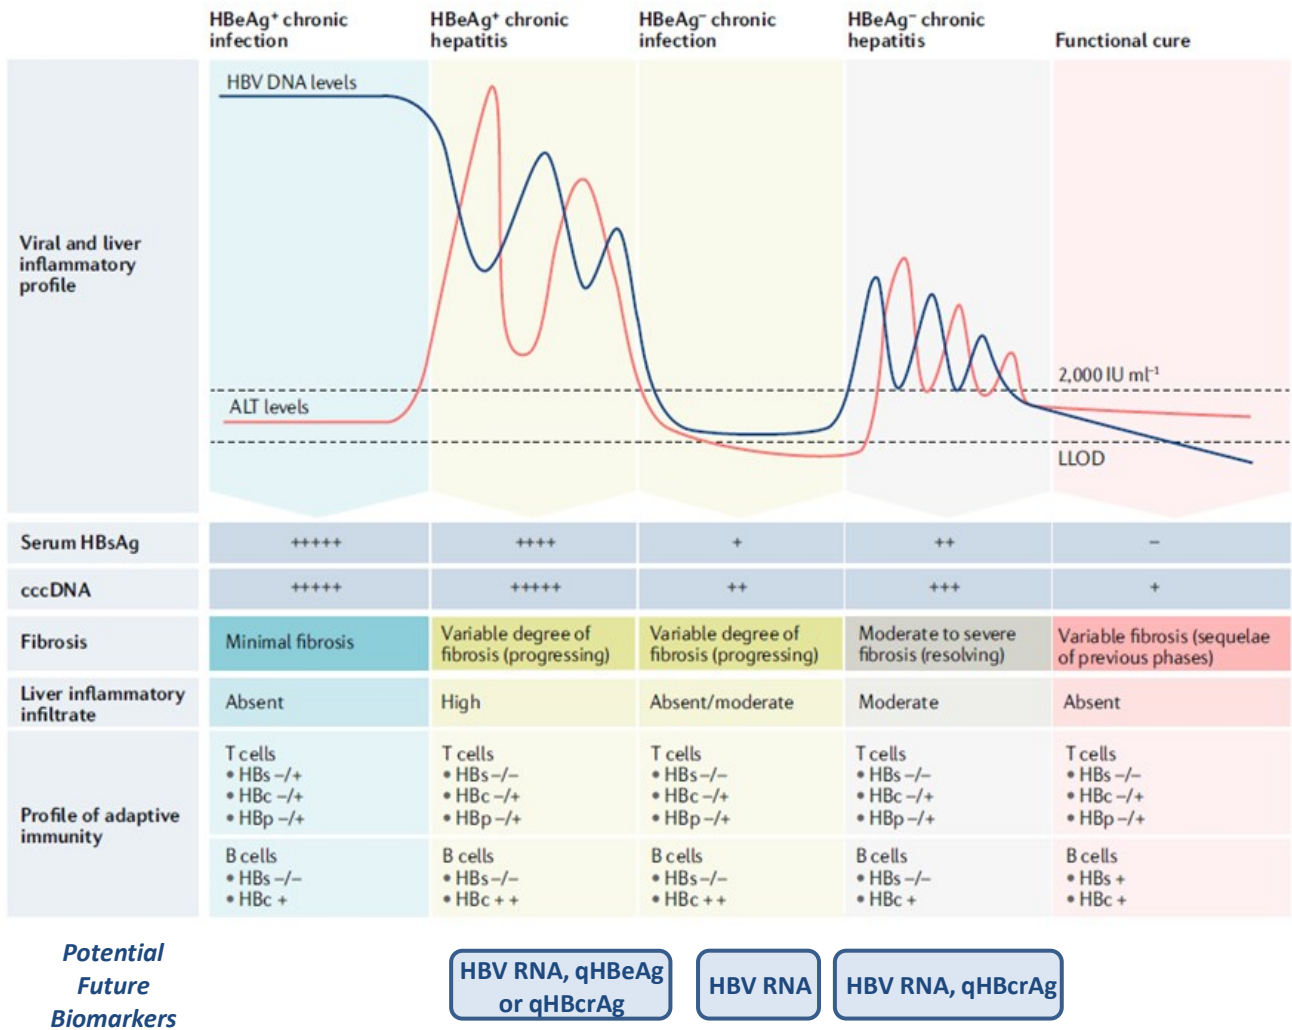 HBeAg⁺ chronic
infection
HBeAg⁺ chronic
hepatitis
HBeAg⁻ chronic
infection
HBeAg⁻ chronic
hepatitis
Functional cure
Viral and liver
inflammatory
profile
HBV DNA levels
ALT levels
2,000 IU ml⁻¹
LLOD
Serum HBsAg
+++++
++++
+
++
–
cccDNA
+++++
+++++
++
+++
+
Fibrosis
Minimal fibrosis
Variable degree of
fibrosis (progressing)
Variable degree of
fibrosis (progressing)
Moderate to severe
fibrosis (resolving)
Variable fibrosis (sequelae
of previous phases)
Liver inflammatory
infiltrate
Absent
High
Absent/moderate
Moderate
Absent
Profile of adaptive
immunity
T cells
• HBs –/+
• HBc –/+
• HBp –/+
T cells
• HBs –/–
• HBc –/+
• HBp –/+
T cells
• HBs –/–
• HBc –/+
• HBp –/+
T cells
• HBs –/–
• HBc –/+
• HBp –/+
T cells
• HBs –/–
• HBc –/+
• HBp –/+
B cells
• HBs –/–
• HBc +
B cells
• HBs –/–
• HBc + +
B cells
• HBs –/–
• HBc + +
B cells
• HBs –/–
• HBc +
B cells
• HBs +
• HBc +
Potential
Future
Biomarkers
HBV RNA, qHBeAg
or qHBcrAg
HBV RNA
HBV RNA, qHBcrAg